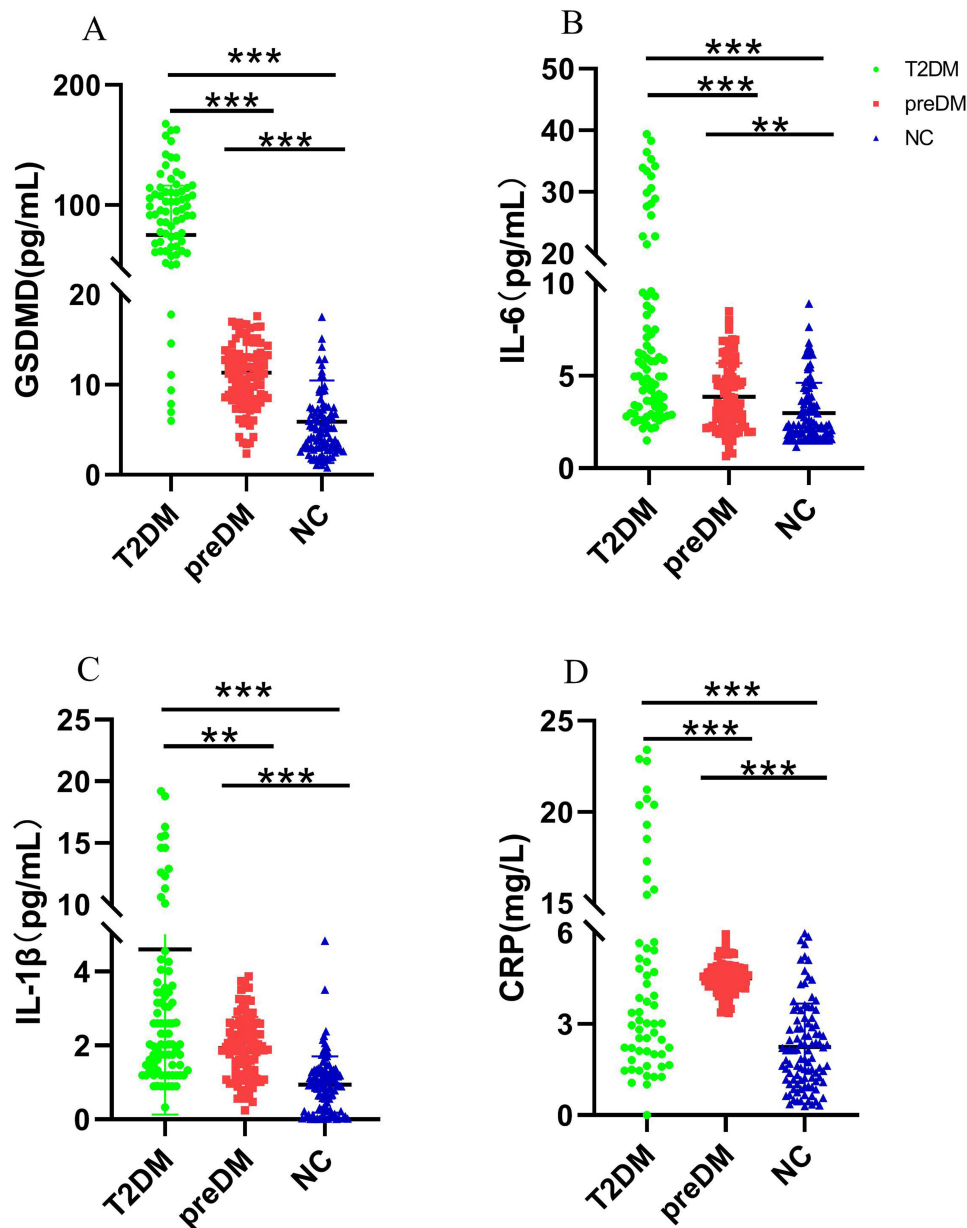 A
***
***
***
200
100
20
10
0
GSDMD(pg/mL)
T2DM
preDM
NC
B
***
***
**
50
40
30
20
10
5
0
IL-6（pg/mL）
T2DM
preDM
NC
T2DM
preDM
NC
C
***
**
***
25
20
15
10
4
2
0
IL-1β（pg/mL）
T2DM
preDM
NC
D
***
***
***
25
20
15
6
3
0
CRP(mg/L)
T2DM
preDM
NC